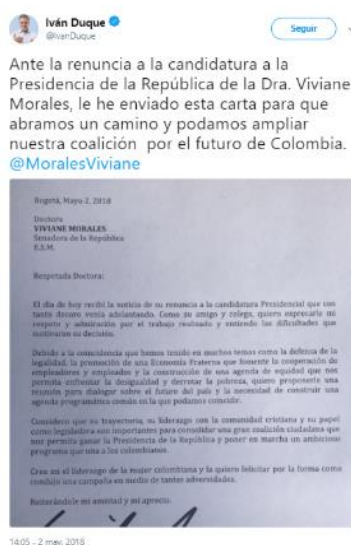 Iván Duque
@IvanDuque
Seguir
Ante la renuncia a la candidatura a la
Presidencia de la República de la Dra. Viviane
Morales, le he enviado esta carta para que
abramos un camino y podamos ampliar
nuestra coalición por el futuro de Colombia.
@MoralesViviane
Bogotá, Mayo 2, 2018
Doctora
VIVIANE MORALES
Senadora de la República
E.S.M.
Respetada Doctora:
El día de hoy recibí la noticia de su renuncia a la candidatura Presidencial que con
tanto decoro venía adelantando. Como su amigo y colega, quiero expresarle mi
respeto y admiración por el trabajo realizado y entiendo las dificultades que
motivaron su decisión.
Debido a la coincidencia que hemos tenido en muchos temas como la defensa de la
legalidad, la promoción de una Economía Fraterna que fomente la cooperación de
empleadores y empleados y la construcción de una agenda de equidad que nos
permita enfrentar la desigualdad y derrotar la pobreza, quiero proponerle una
reunión para dialogar sobre el futuro del país y la necesidad de construir una
agenda programática común en la que podamos coincidir.
Considero que su trayectoria, su liderazgo con la comunidad cristiana y su papel
como legisladora son importantes para consolidar una gran coalición ciudadana que
nos permita ganar la Presidencia de la República y poner en marcha un ambicioso
programa que una a los colombianos.
Creo en el liderazgo de la mujer colombiana y la quiero felicitar por la forma como
condujo una campaña en medio de tantas adversidades.
Reiterándole mi amistad y mi aprecio.
14:05 - 2 may. 2018